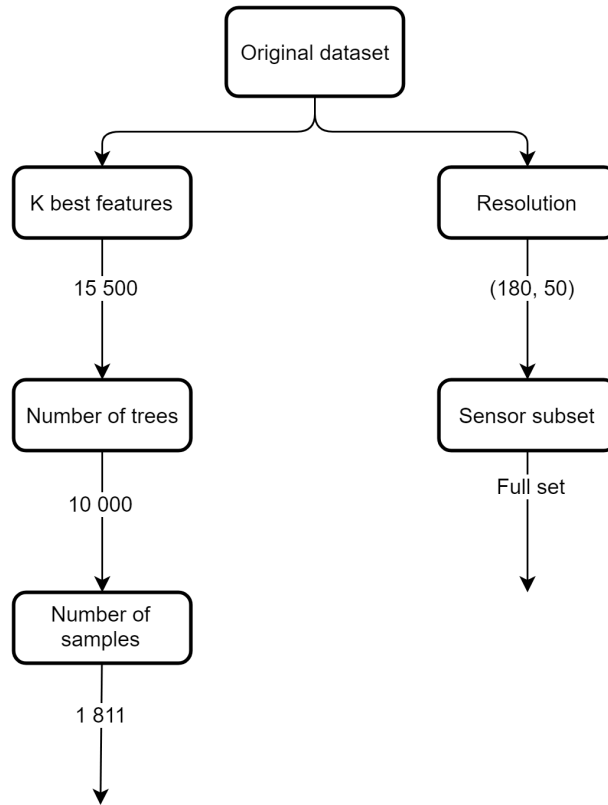 Original dataset
K best features
Resolution
15 500
(180, 50)
Number of trees
Sensor subset
10 000
Full set
Number of
samples
1 811